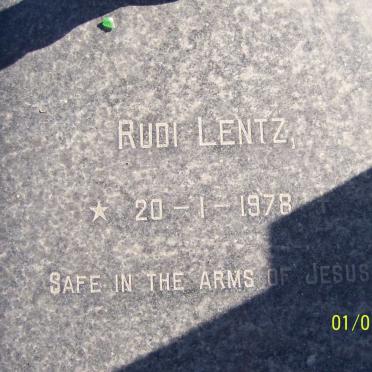 RUDI LENTZ,
★ 20 – 1 – 1978 †
SAFE IN THE ARMS OF JESUS
01/0